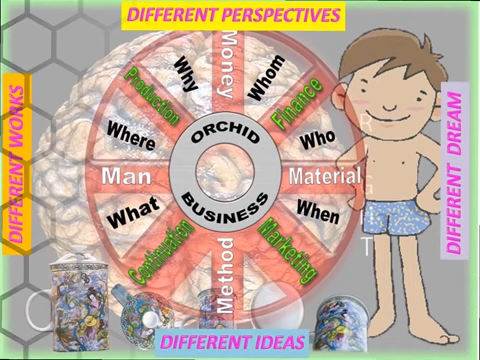 DIFFERENT PERSPECTIVES
DIFFERENT WORKS
DIFFERENT DREAM
DIFFERENT IDEAS
ORCHID
BUSINESS
Money
Whom
Finance
Who
Material
When
Marketing
Method
Continuation
What
Man
Where
Production
Why